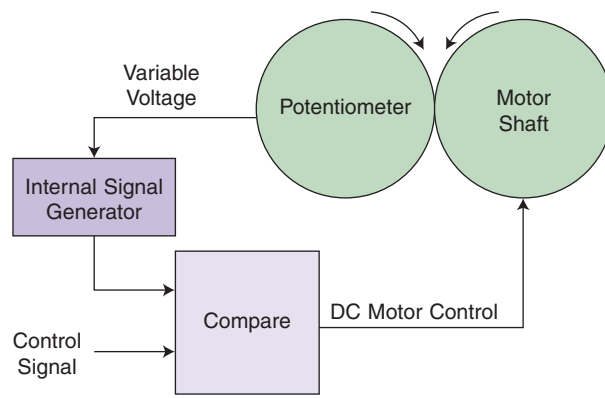 Variable
Voltage
Potentiometer
Motor
Shaft
Internal Signal
Generator
Compare
DC Motor Control
Control
Signal